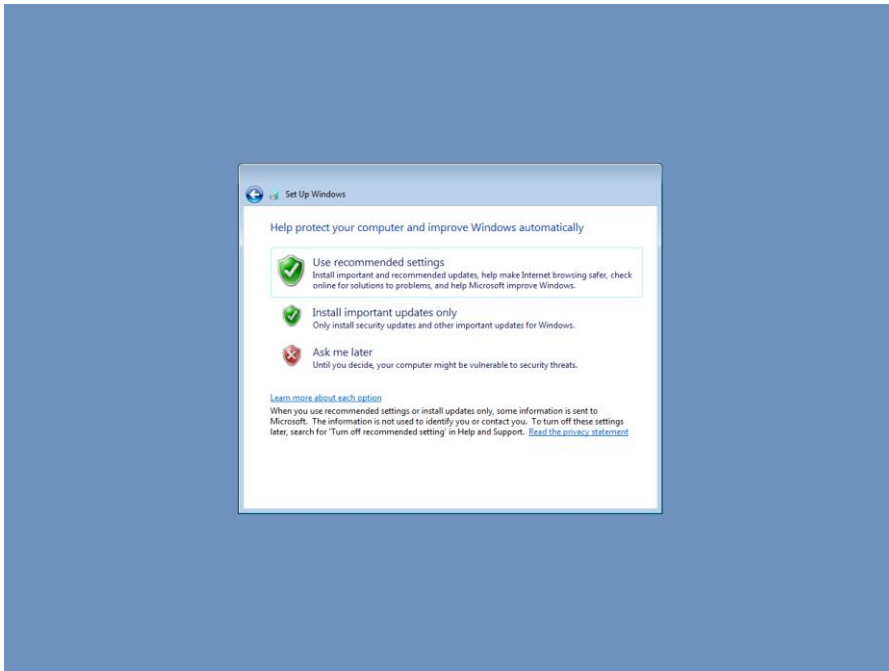 Set Up Windows
Help protect your computer and improve Windows automatically
Use recommended settings
Install important and recommended updates, help make Internet browsing safer, check
online for solutions to problems, and help Microsoft improve Windows.
Install important updates only
Only install security updates and other important updates for Windows.
Ask me later
Until you decide, your computer might be vulnerable to security threats.
Learn more about each option
When you use recommended settings or install updates only, some information is sent to
Microsoft. The information is not used to identify you or contact you. To turn off these settings
later, search for 'Turn off recommended setting' in Help and Support. Read the privacy statement